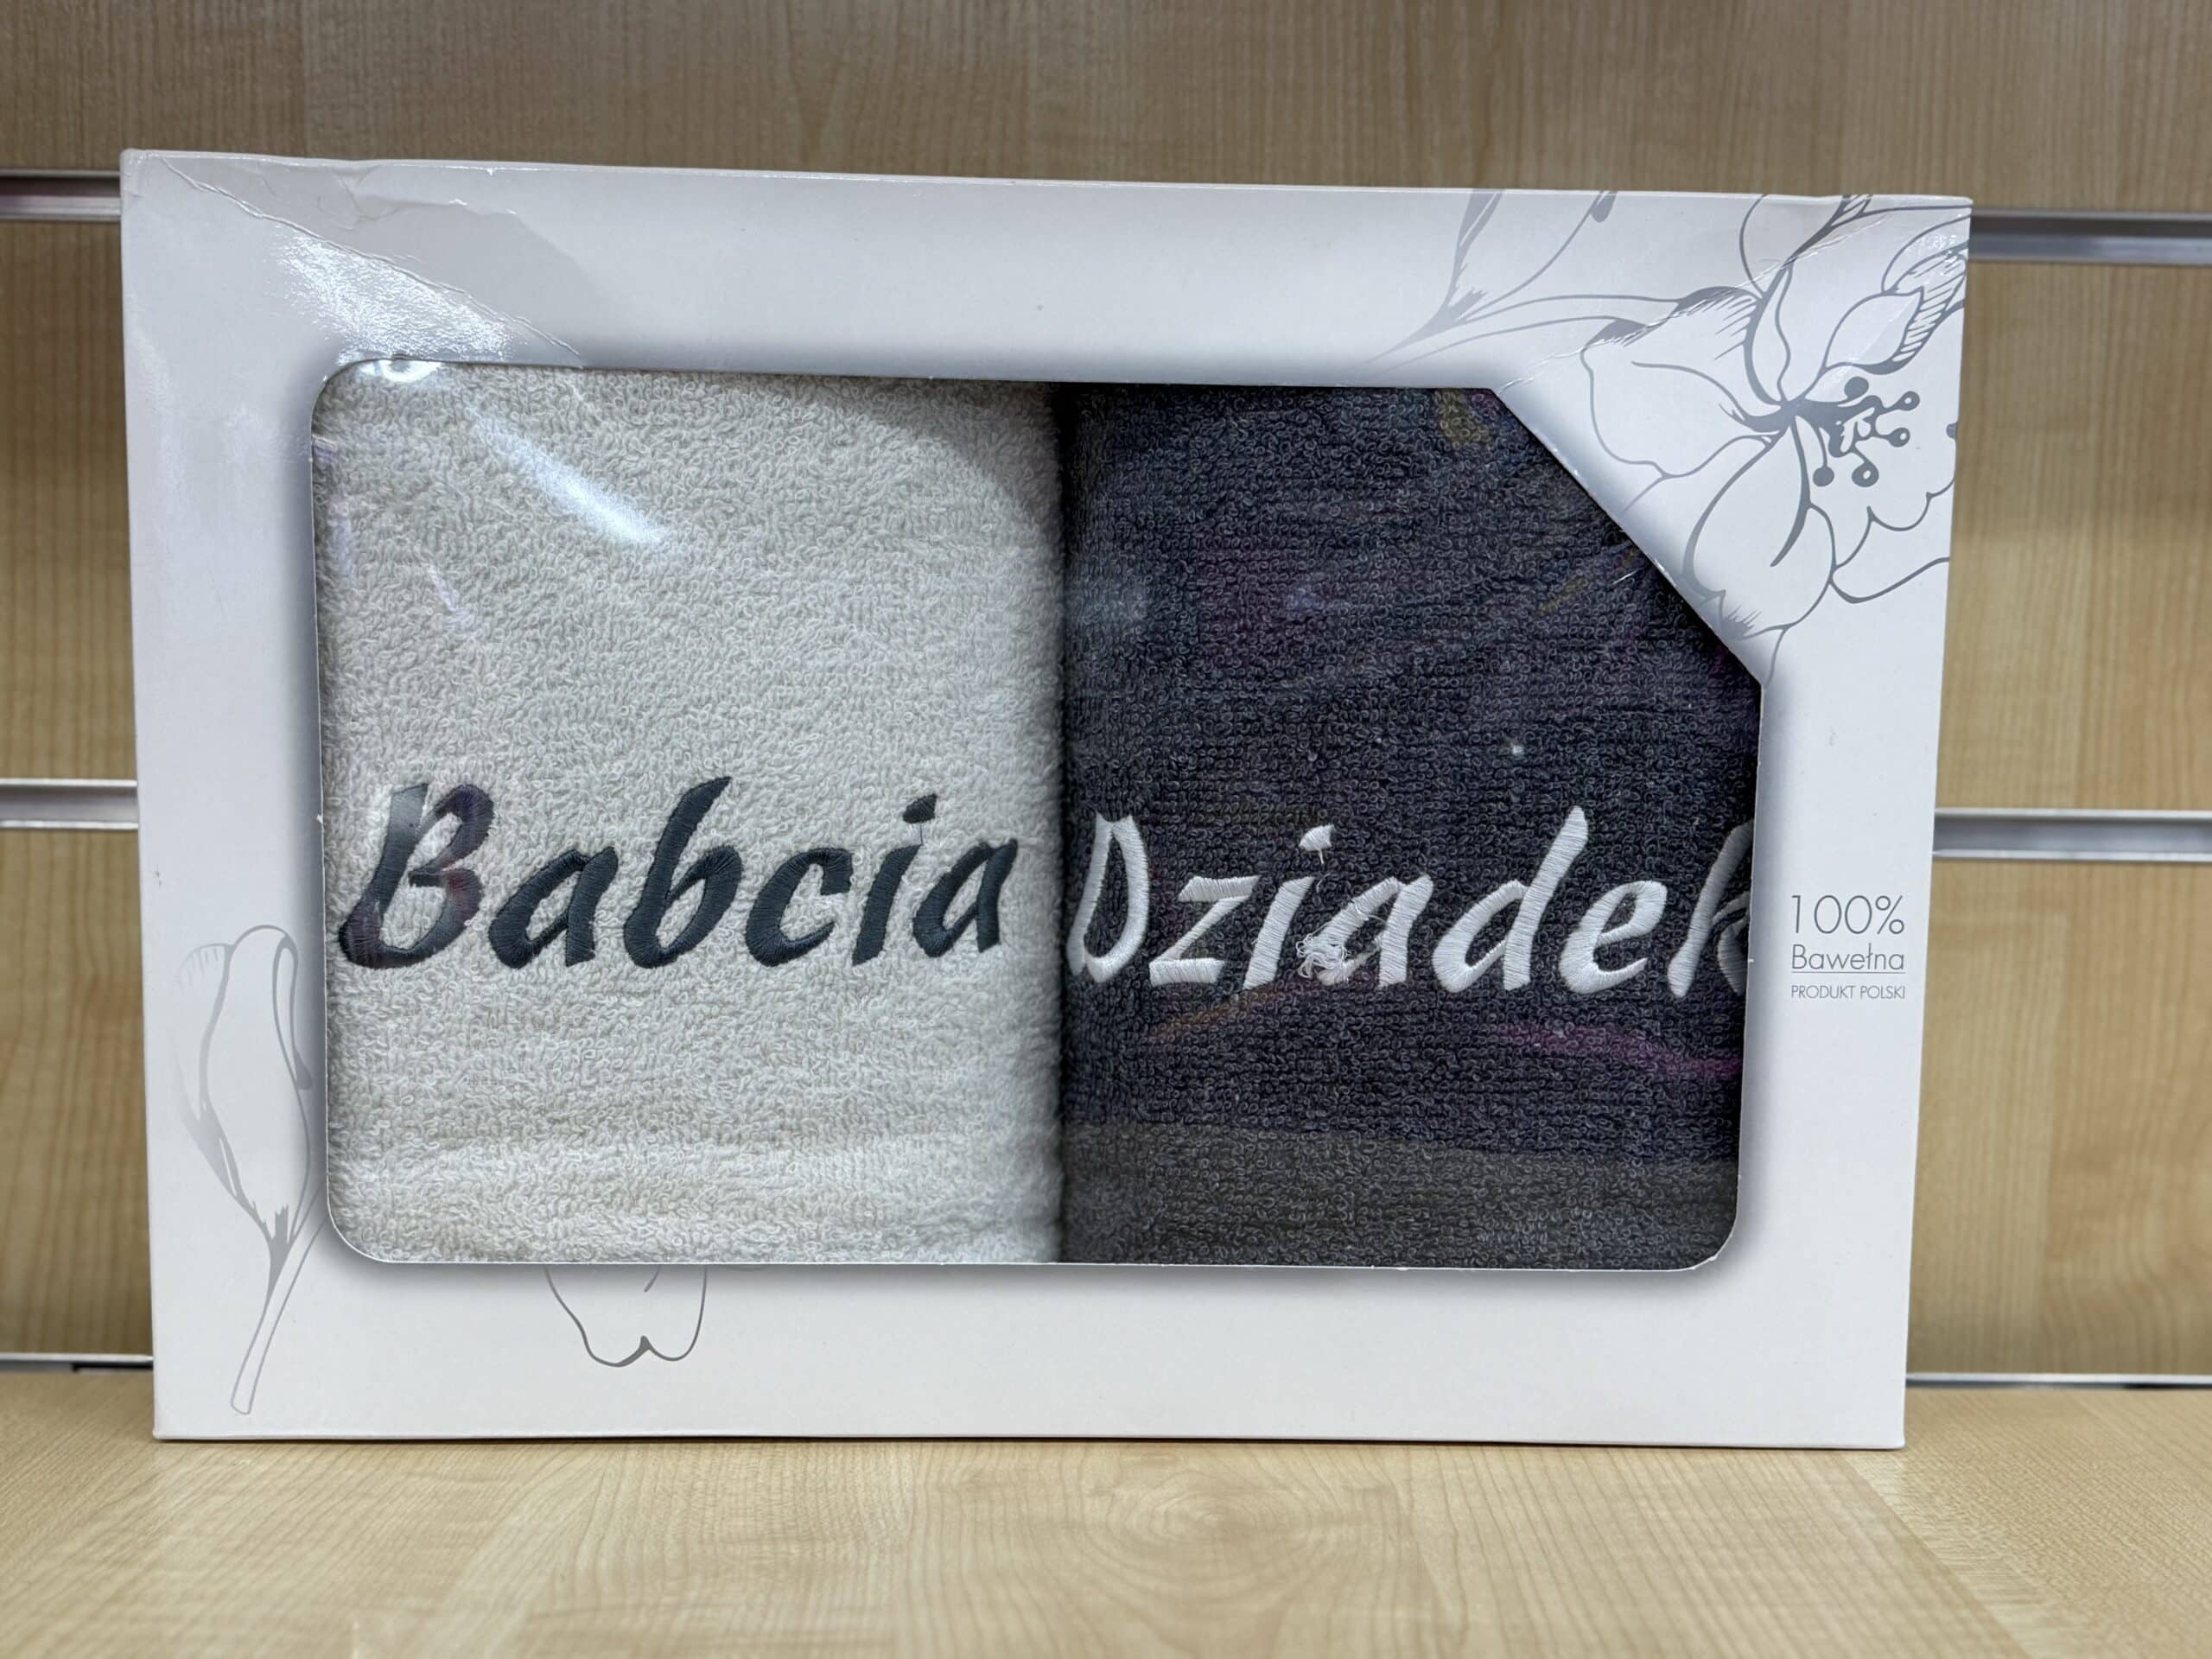 Babcia
Dziadek
100%
Bawełna
PRODUKT POLSKI